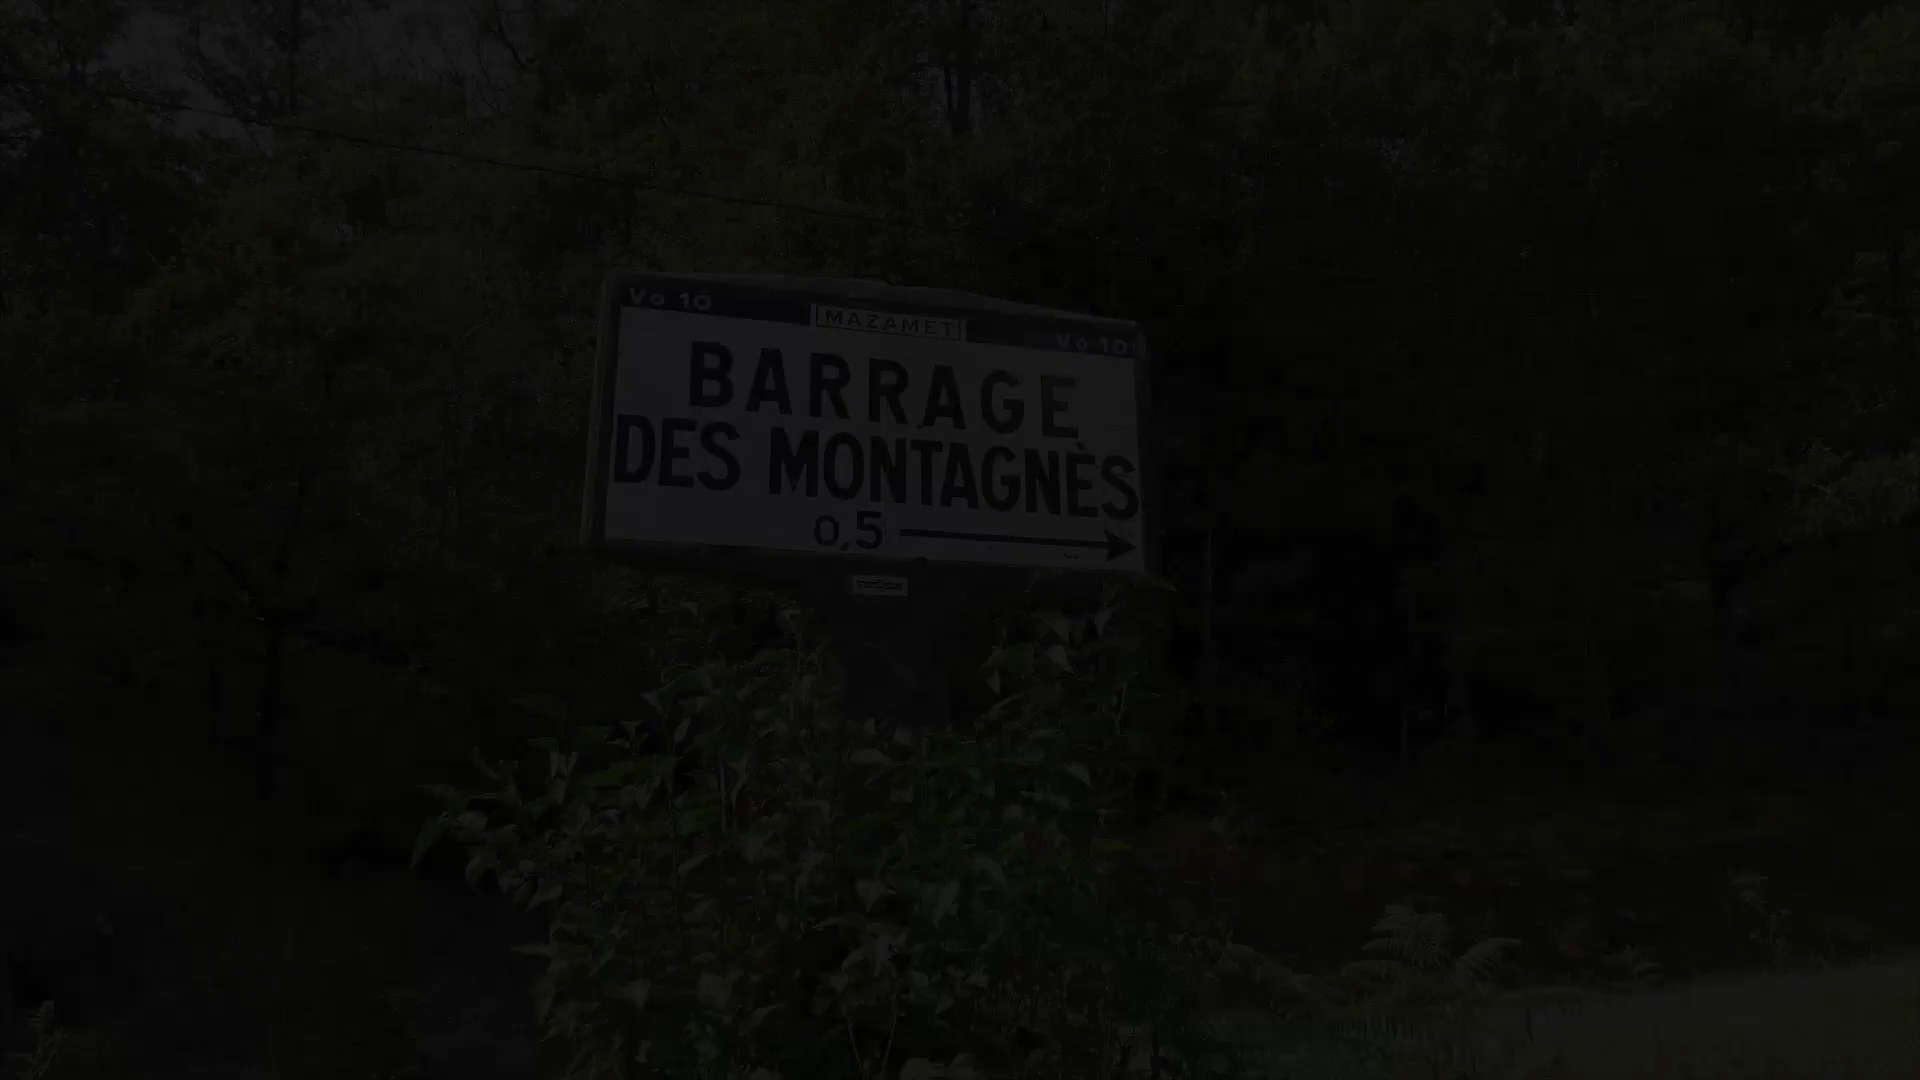 Vo 10
MAZAMET
Vo 10
BARRAGE
DES MONTAGNÈS
0,5